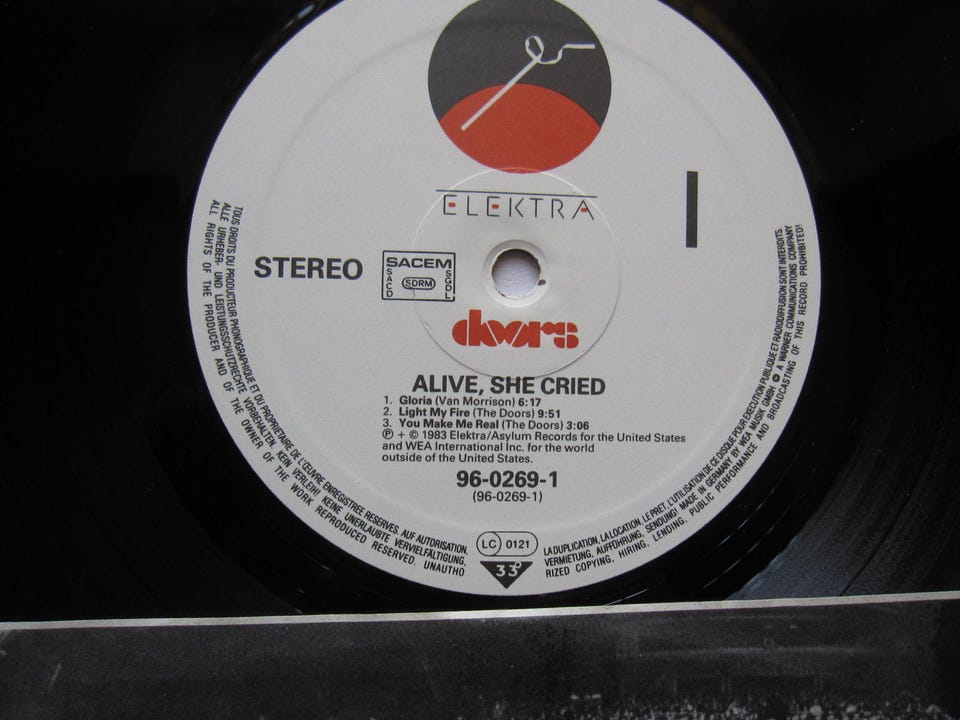 ELEKTRA
I
STEREO
SACEM
SACD
SDRM
SGDL
doors
ALIVE, SHE CRIED
1. Gloria (Van Morrison) 6:17
2. Light My Fire (The Doors) 9:51
3. You Make Me Real (The Doors) 3:06
℗ + © 1983 Elektra/Asylum Records for the United States
and WEA International Inc. for the world
outside of the United States.
96-0269-1
(96-0269-1)
LC 0121
33
TOUS DROITS DU PRODUCTEUR PHONOGRAPHIQUE ET DU PROPRIETAIRE DE L'ŒUVRE ENREGISTREE RESERVES. AUF AUTORISATION, LA DUPLICATION, LA LOCATION, LE PRET, L'UTILISATION DE CE DISQUE POUR EXECUTION PUBLIQUE ET RADIODIFFUSION SONT INTERDITS.
ALLE URHEBER- UND LEISTUNGSSCHUTZRECHTE VORBEHALTEN. KEIN VERLEIH! KEINE UNERLAUBTE VERVIELFÄLTIGUNG, VERMIETUNG, AUFFÜHRUNG, SENDUNG! MADE IN GERMANY BY WEA MUSIK GMBH A WARNER COMMUNICATIONS COMPANY
ALL RIGHTS OF THE PRODUCER AND OF THE OWNER OF THE WORK REPRODUCED RESERVED. UNAUTHORIZED COPYING, HIRING, LENDING, PUBLIC PERFORMANCE AND BROADCASTING OF THIS RECORD PROHIBITED!